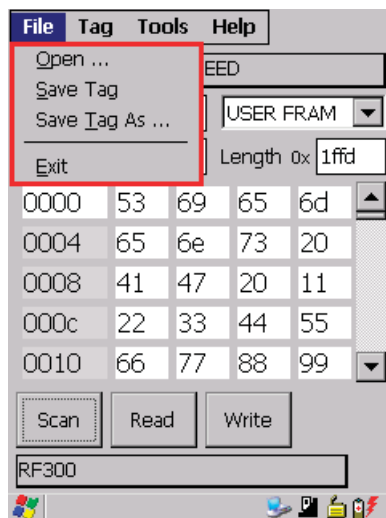 File Tag Tools Help
Open ...
EED
Save Tag
USER FRAM
Save Tag As ...
Length 0x 1ffd
Exit
0000 53 69 65 6d
0004 65 6e 73 20
0008 41 47 20 11
000c 22 33 44 55
0010 66 77 88 99
Scan Read Write
RF300